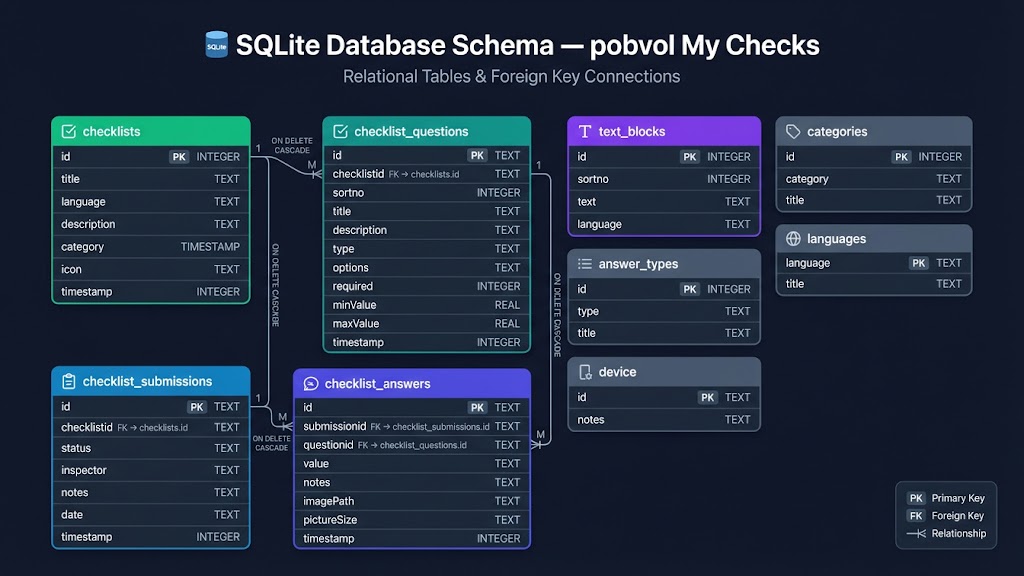 SQLite
SQLite Database Schema — pobvol My Checks
Relational Tables & Foreign Key Connections
checklists
id PK INTEGER
title TEXT
language TEXT
description TEXT
category TIMESTAMP
icon TEXT
timestamp INTEGER
1
ON DELETE
CASCADE
M
ON DELETE CASCADE
checklist_questions
id PK TEXT
checklistid FK → checklists.id TEXT
sortno INTEGER
title TEXT
description TEXT
type TEXT
options TEXT
required INTEGER
minValue REAL
maxValue REAL
timestamp INTEGER
1
ON DELETE CASCADE
M
text_blocks
id PK INTEGER
sortno INTEGER
text TEXT
language TEXT
categories
id PK INTEGER
category TEXT
title TEXT
answer_types
id PK INTEGER
type TEXT
title TEXT
languages
language PK TEXT
title TEXT
device
id PK TEXT
notes TEXT
checklist_submissions
id PK TEXT
checklistid FK → checklists.id TEXT
status TEXT
inspector TEXT
notes TEXT
date TEXT
timestamp INTEGER
1
M
ON DELETE
CASCADE
checklist_answers
id PK TEXT
submissionid FK → checklist_submissions.id TEXT
questionid FK → checklist_questions.id TEXT
value TEXT
notes TEXT
imagePath TEXT
pictureSize TEXT
timestamp INTEGER
PK Primary Key
FK Foreign Key
Relationship